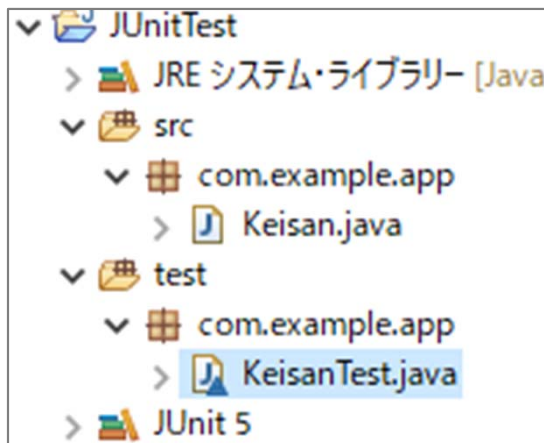 JUnitTest
JRE システム・ライブラリー [Java
src
com.example.app
Keisan.java
test
com.example.app
KeisanTest.java
JUnit 5